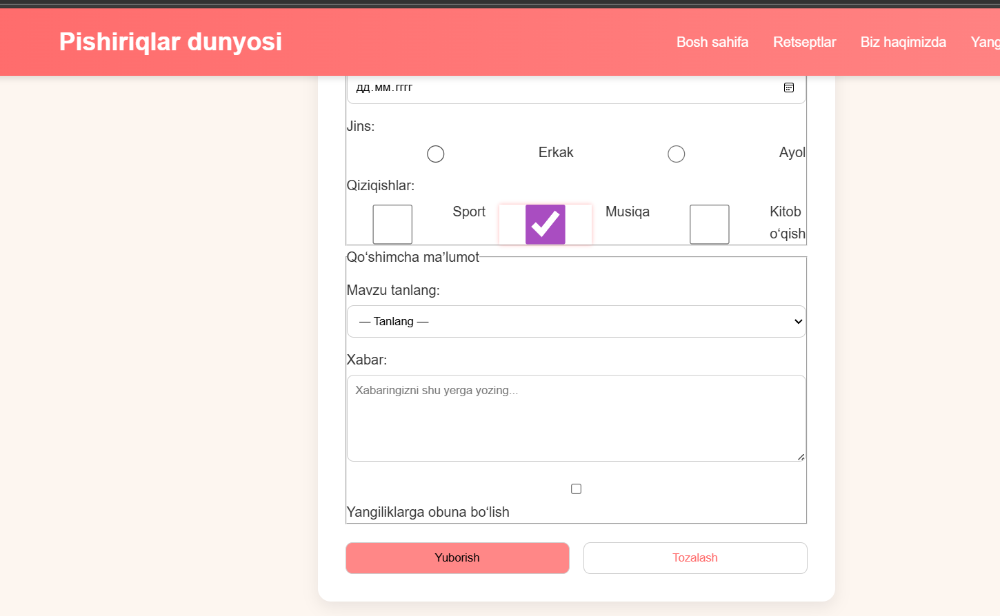 Pishiriqlar dunyosi
Bosh sahifa Retseptlar Biz haqimizda Yang
дд.мм.гггг
Jins:
Erkak Ayol
Qiziqishlar:
Sport Musiqa Kitob
o‘qish
Qo‘shimcha ma’lumot
Mavzu tanlang:
— Tanlang —
Xabar:
Xabaringizni shu yerga yozing...
Yangiliklarga obuna bo‘lish
Yuborish Tozalash